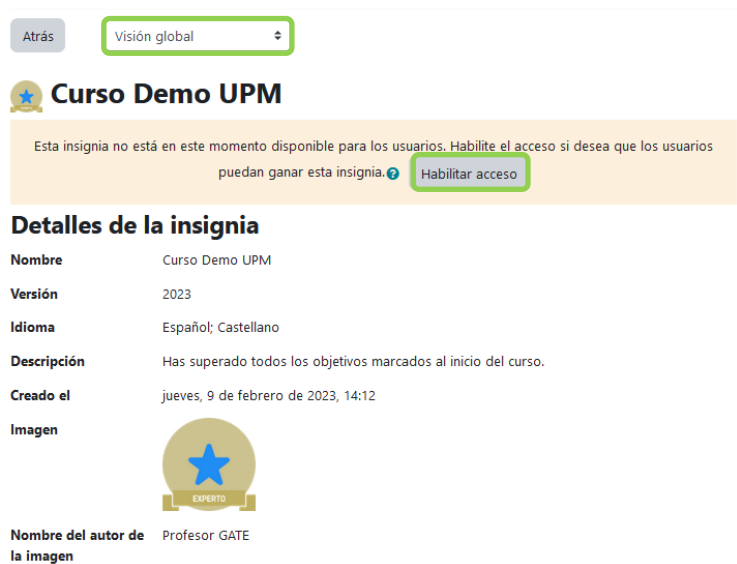 Atrás
Visión global
Curso Demo UPM
Esta insignia no está en este momento disponible para los usuarios. Habilite el acceso si desea que los usuarios
puedan ganar esta insignia.
Habilitar acceso
Detalles de la insignia
Nombre Curso Demo UPM
Versión 2023
Idioma Español; Castellano
Descripción Has superado todos los objetivos marcados al inicio del curso.
Creado el jueves, 9 de febrero de 2023, 14:12
Imagen
EXPERTO
Nombre del autor de Profesor GATE
la imagen